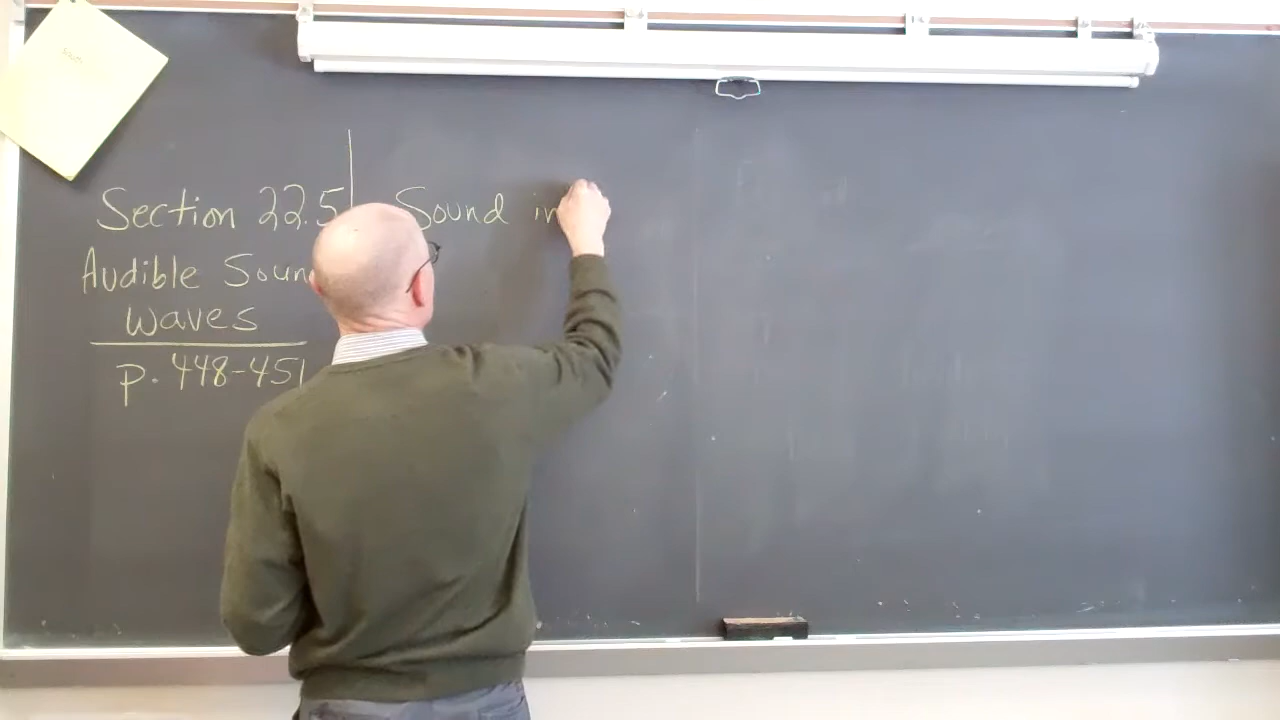 Section 22.5
Audible Soun
Waves
p. 448-451
Sound in